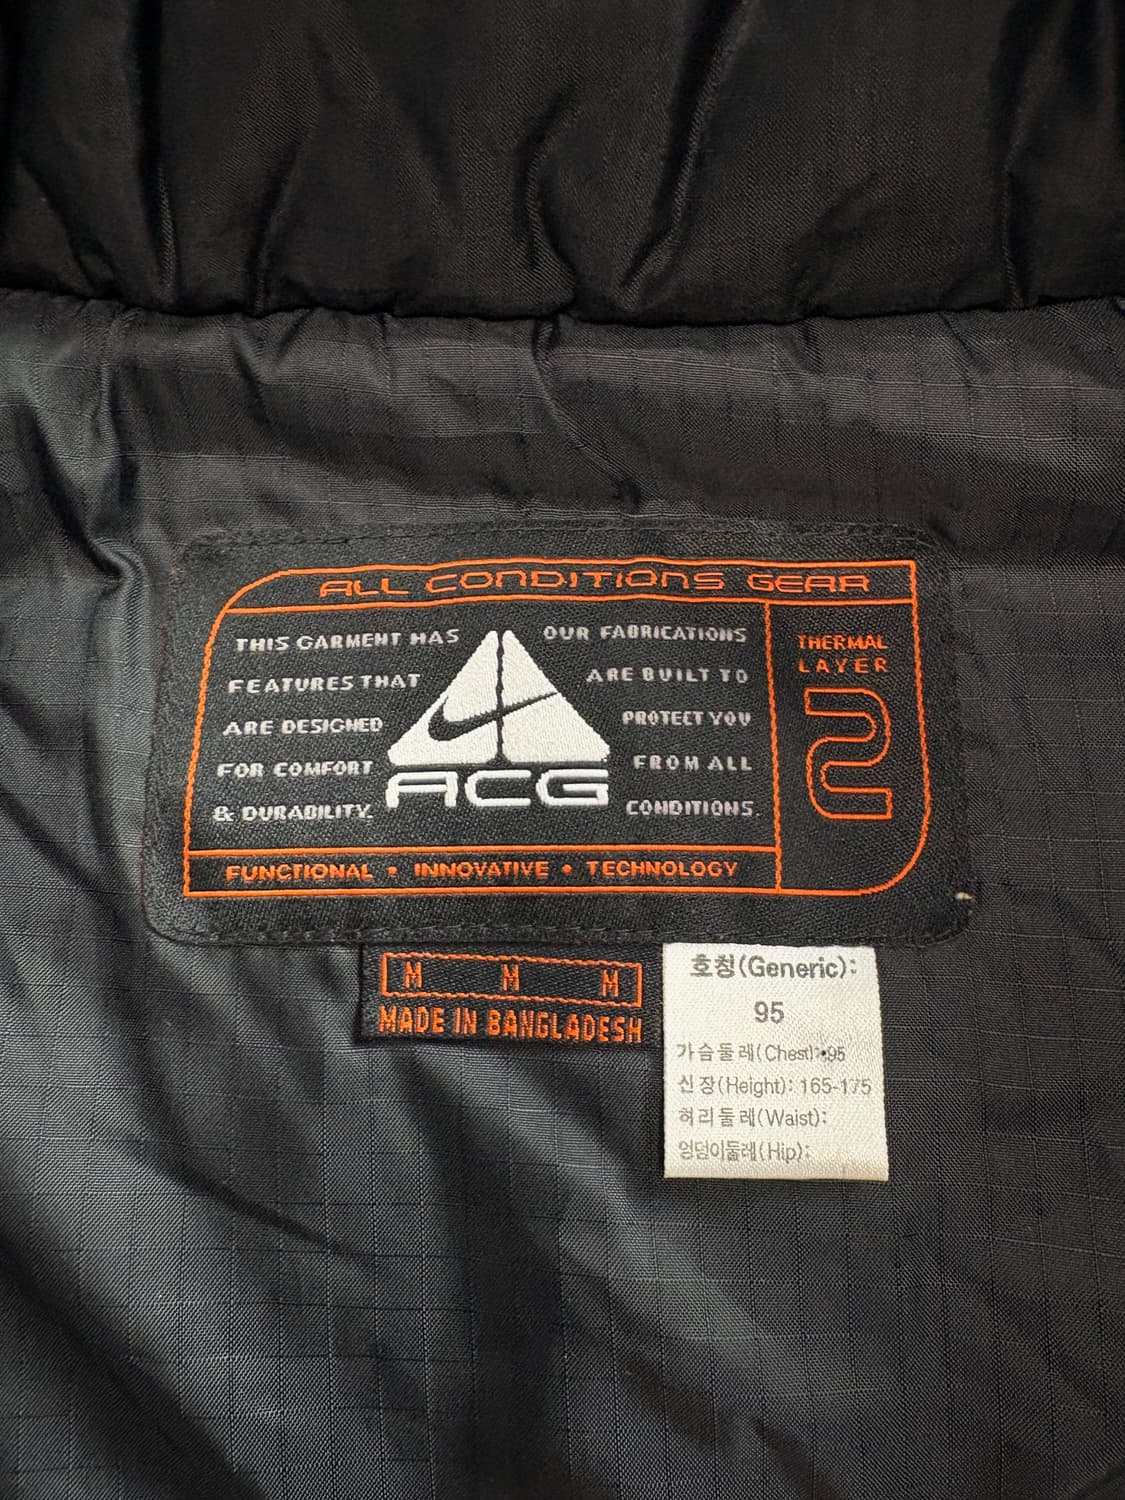 ALL CONDITIONS GEAR
THIS GARMENT HAS
FEATURES THAT
ARE DESIGNED
FOR COMFORT
& DURABILITY.
ACG
OUR FABRICATIONS
ARE BUILT TO
PROTECT YOU
FROM ALL
CONDITIONS.
THERMAL
LAYER
2
FUNCTIONAL • INNOVATIVE • TECHNOLOGY
M M M
MADE IN BANGLADESH
호칭(Generic):
95
가슴둘레(Chest):95
신장(Height): 165-175
허리둘레(Waist):
엉덩이둘레(Hip):